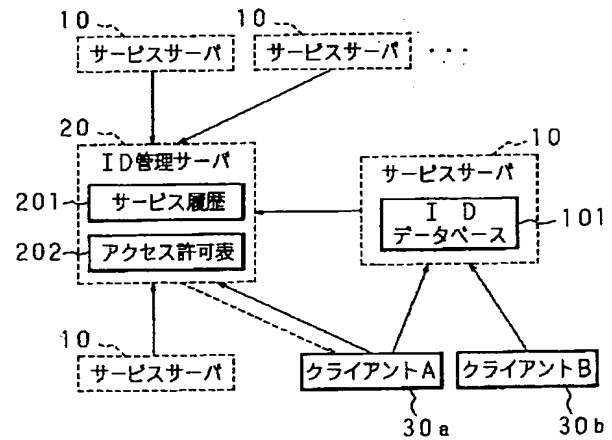 10
サービスサーバ
10
サービスサーバ
・・・
20
ID管理サーバ
201
サービス履歴
202
アクセス許可表
10
サービスサーバ
ID
データベース
101
10
サービスサーバ
クライアントA
30a
クライアントB
30b